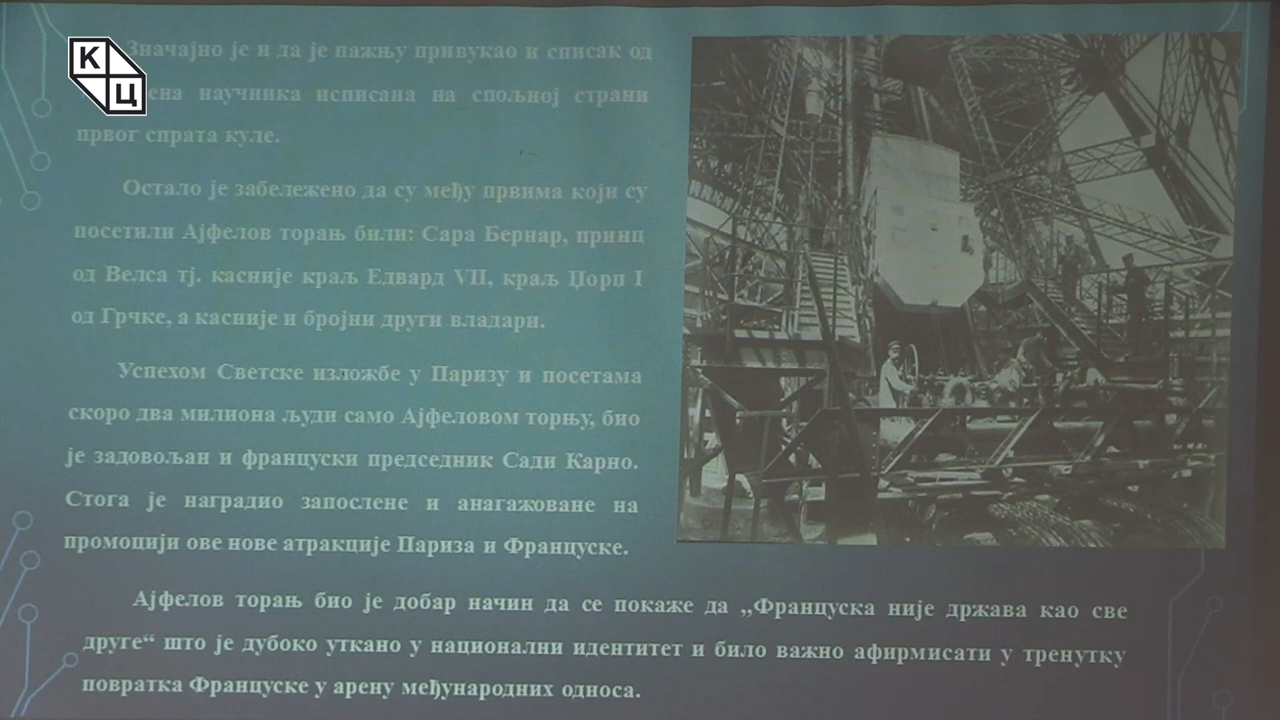 К
Ц
Значајно је и да је пажњу привукао и списак од
ена научника исписана на спољној страни
првог спрата куле.
Остало је забележено да су међу првима који су
посетили Ајфелов торањ били: Сара Бернар, принц
од Велса тј. касније краљ Едвард VII, краљ Џорџ I
од Грчке, а касније и бројни други владари.
Успехом Светске изложбе у Паризу и посетама
скоро два милиона људи само Ајфеловом торњу, био
је задовољан и француски председник Сади Карно.
Стога је наградио запослене и анагажоване на
промоцији ове нове атракције Париза и Француске.
Ајфелов торањ био је добар начин да се покаже да „Француска није држава као све
друге“ што је дубоко уткано у национални идентитет и било важно афирмисати у тренутку
повратка Француске у арену међународних односа.